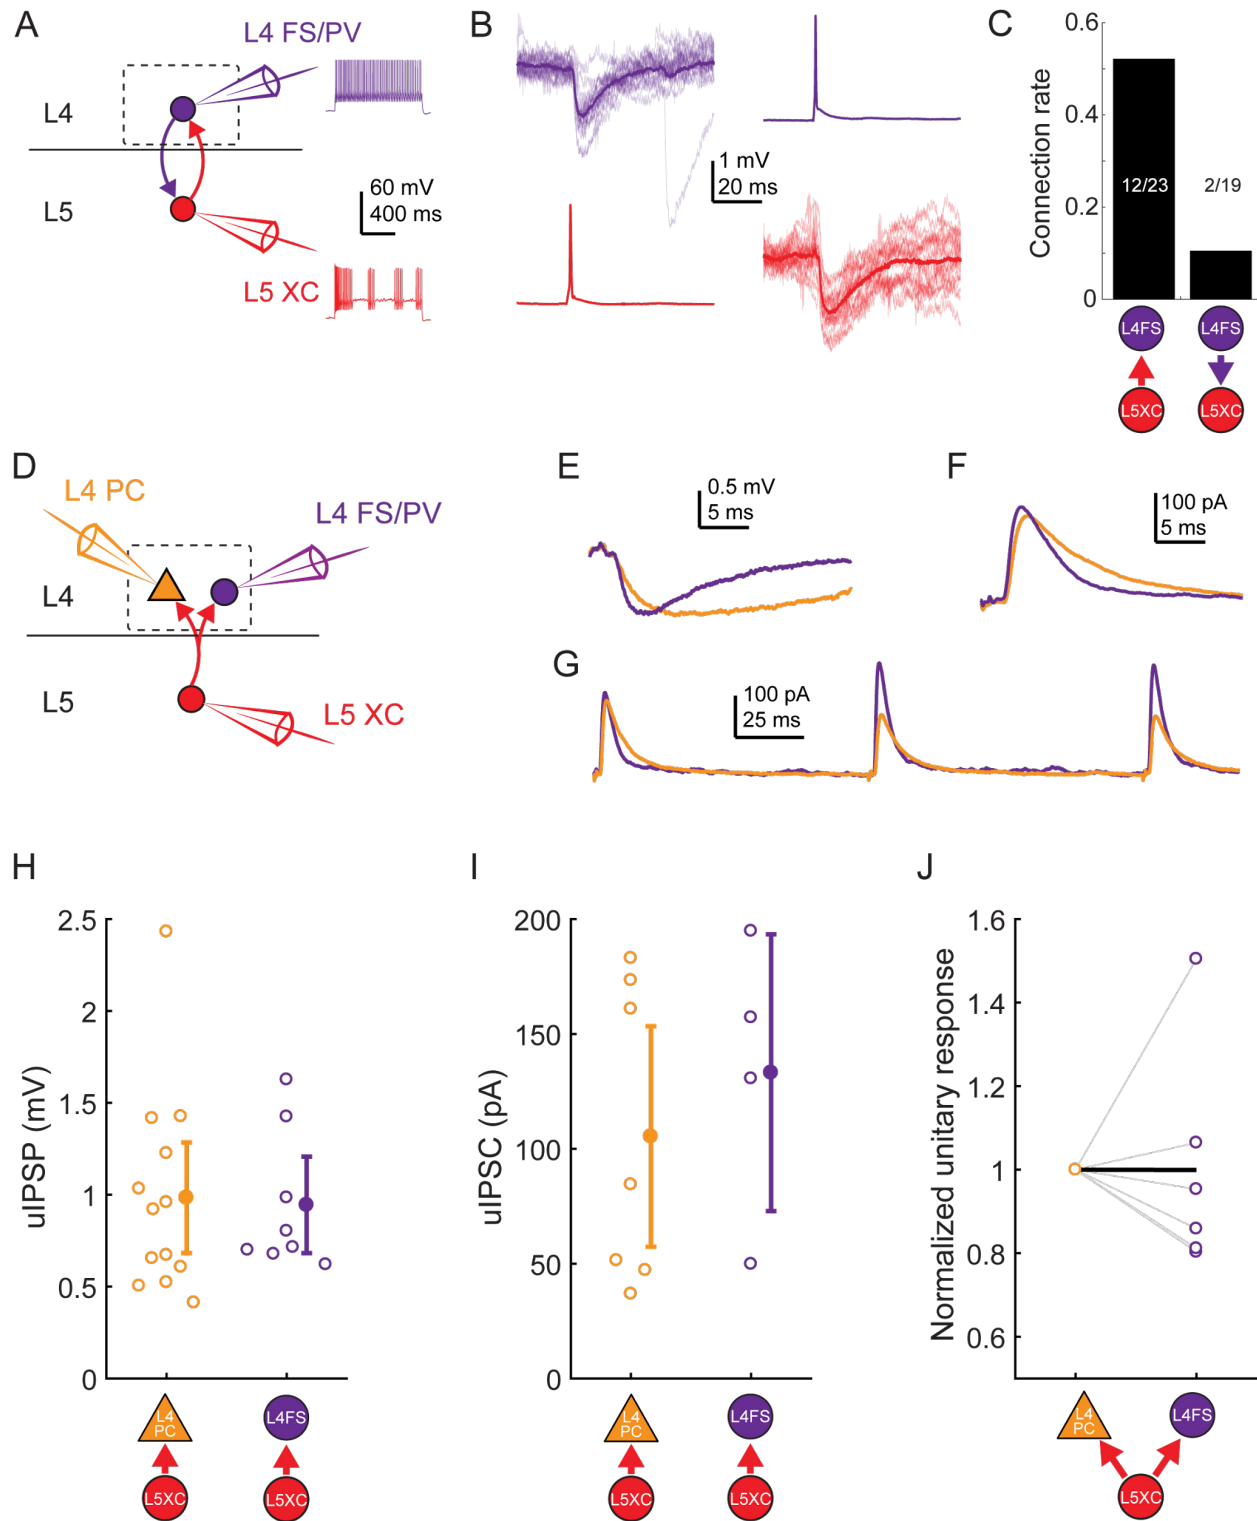 A
L4 FS/PV
L4
L5
60 mV
400 ms
L5 XC
B
1 mV
20 ms
C
Connection rate
0.6
0.4
0.2
0
12/23
2/19
L4FS
L4FS
L5XC
L5XC
D
L4 PC
L4 FS/PV
L4
L5
L5 XC
E
0.5 mV
5 ms
F
100 pA
5 ms
G
100 pA
25 ms
H
uIPSP (mV)
2.5
2
1.5
1
0.5
0
L4
PC
L4FS
L5XC
L5XC
I
uIPSC (pA)
200
150
100
50
0
L4
PC
L4FS
L5XC
L5XC
J
Normalized unitary response
1.6
1.4
1.2
1
0.8
0.6
L4
PC
L4FS
L5XC